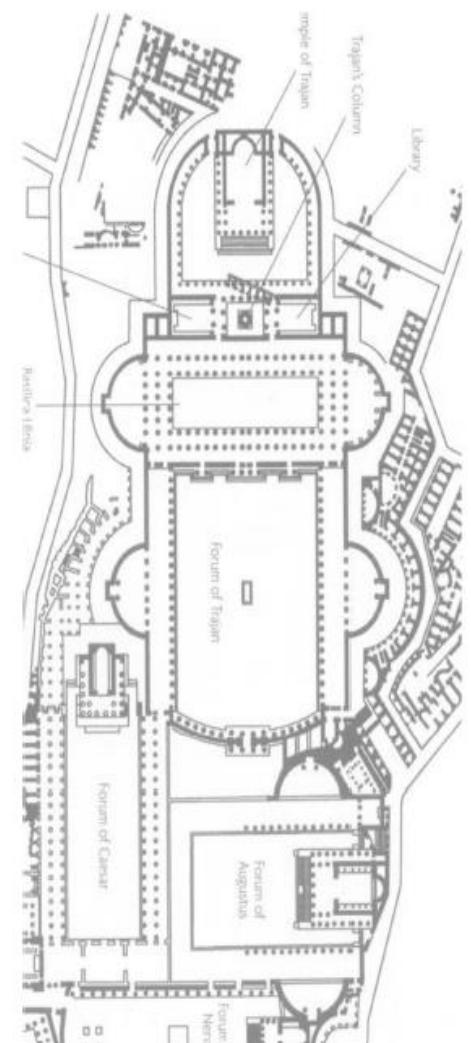 mple of Trajan
Trajan's Column
Library
Basilica Ulpia
Forum of Trajan
Forum of Caesar
Forum of
Augustus
Forum
Nerv